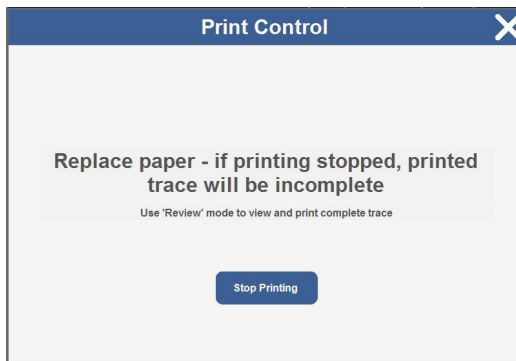 Print Control
Replace paper - if printing stopped, printed
trace will be incomplete
Use 'Review' mode to view and print complete trace
Stop Printing